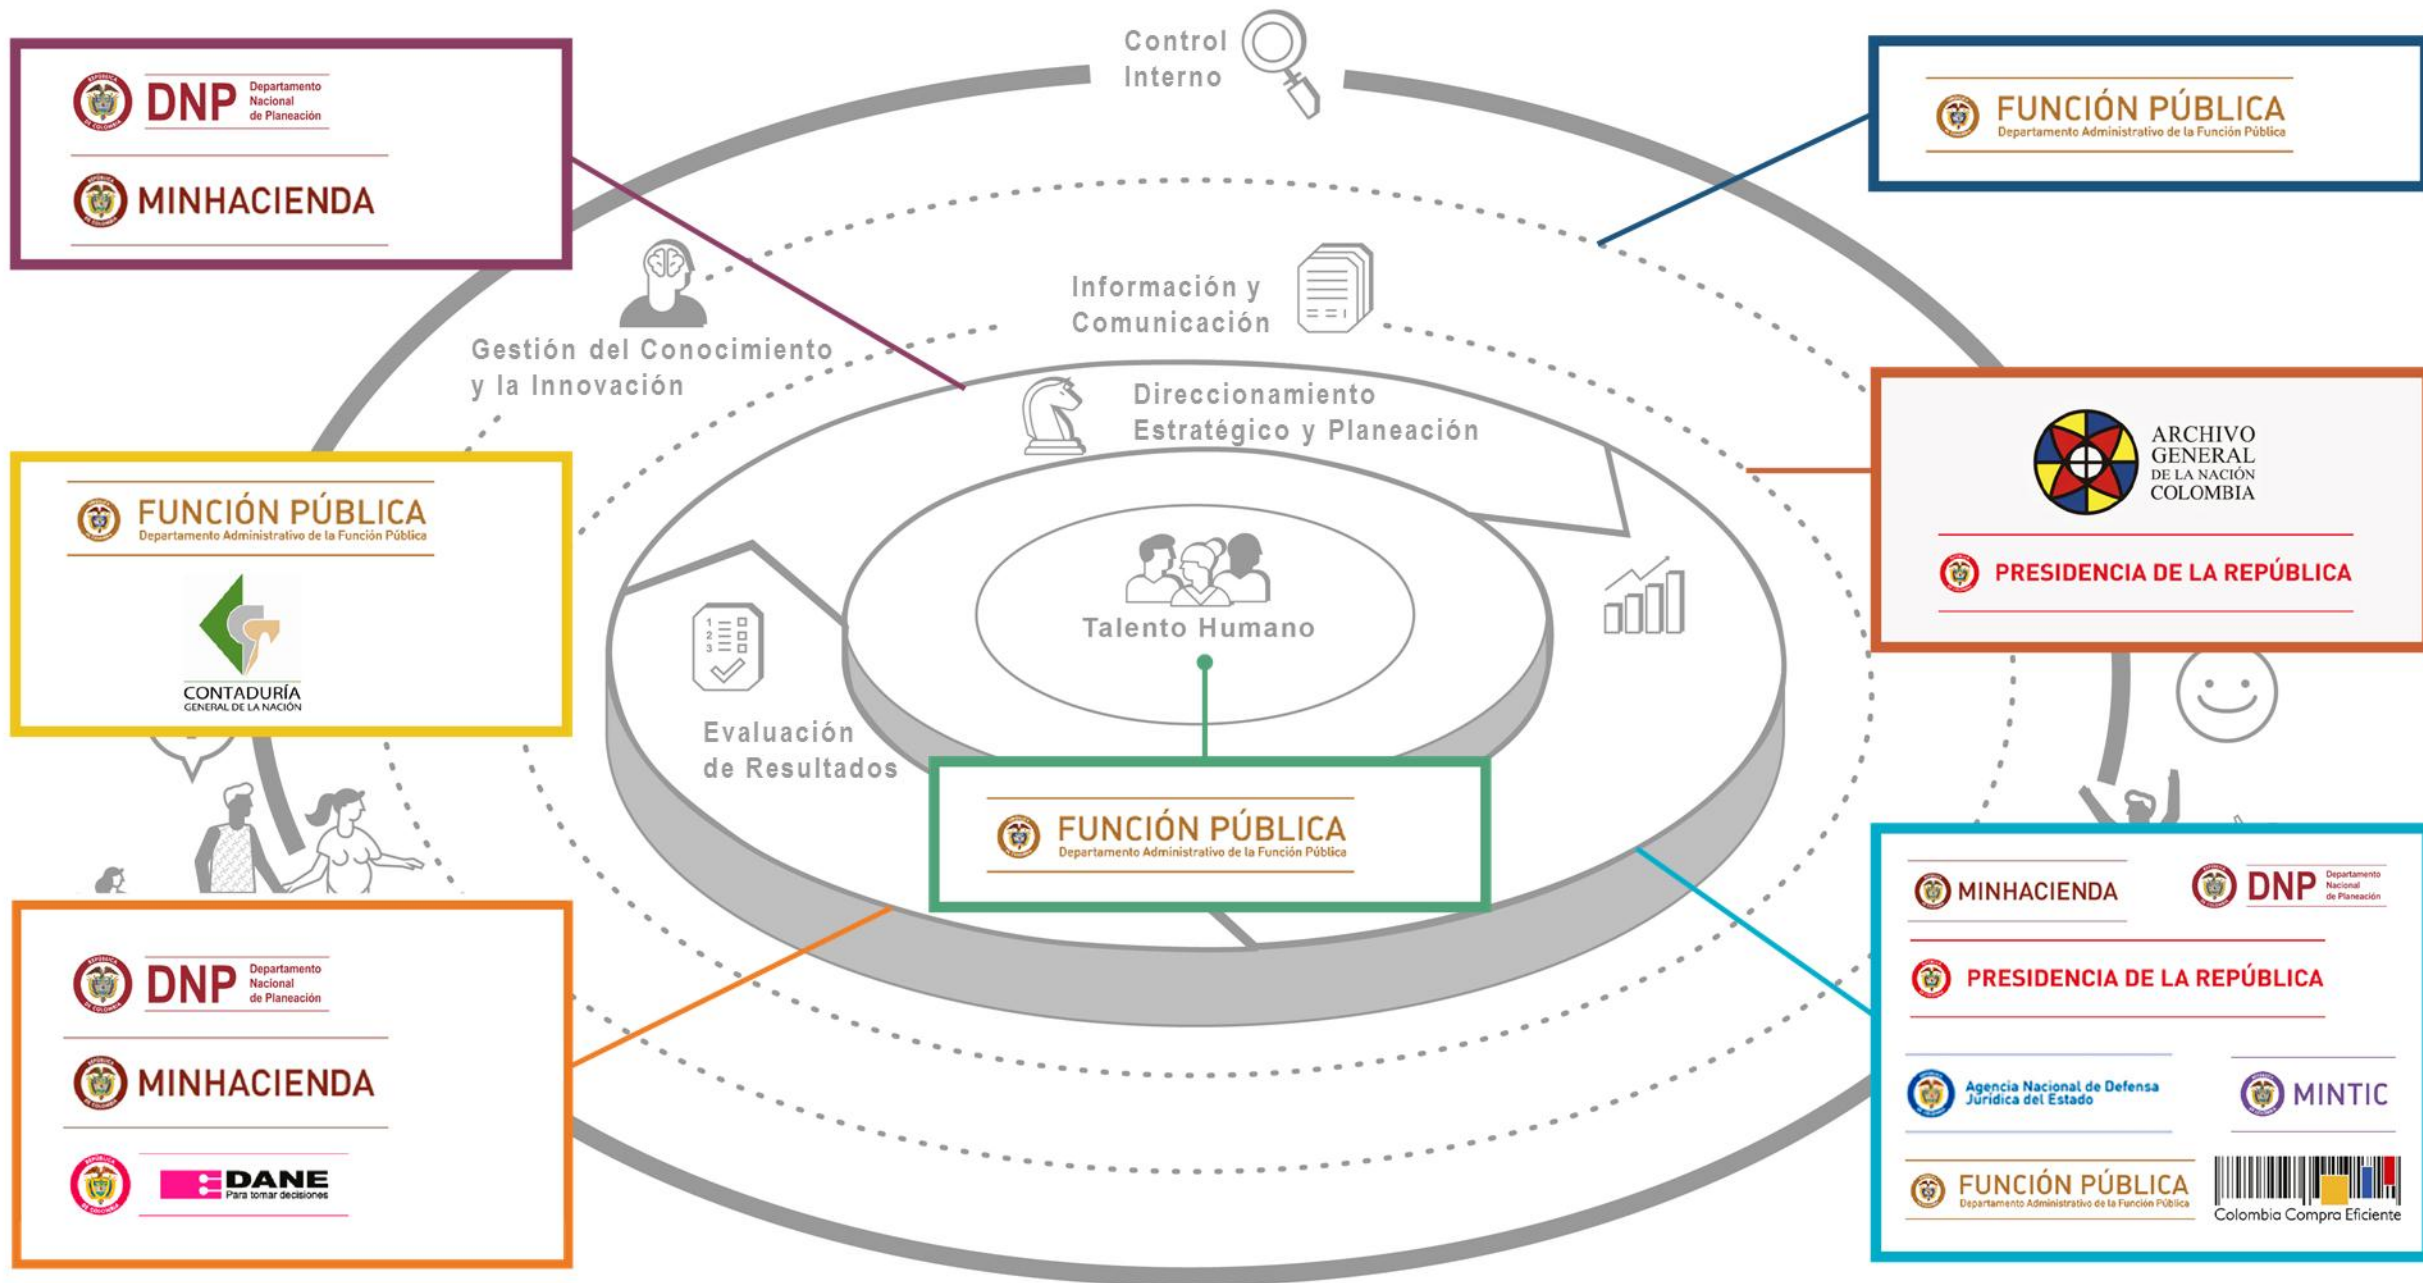 Control
Interno
DNP
Departamento
Nacional
de Planeación
MINHACIENDA
FUNCIÓN PÚBLICA
Departamento Administrativo de la Función Pública
Gestión del Conocimiento
y la Innovación
Información y
Comunicación
Direccionamiento
Estratégico y Planeación
ARCHIVO
GENERAL
DE LA NACIÓN
COLOMBIA
PRESIDENCIA DE LA REPÚBLICA
FUNCIÓN PÚBLICA
Departamento Administrativo de la Función Pública
CONTADURÍA
GENERAL DE LA NACIÓN
1
2
3
Talento Humano
Evaluación
de Resultados
FUNCIÓN PÚBLICA
Departamento Administrativo de la Función Pública
DNP
Departamento
Nacional
de Planeación
MINHACIENDA
DANE
Para tomar decisiones
MINHACIENDA
DNP
Departamento
Nacional
de Planeación
PRESIDENCIA DE LA REPÚBLICA
Agencia Nacional de Defensa
Jurídica del Estado
MINTIC
FUNCIÓN PÚBLICA
Departamento Administrativo de la Función Pública
Colombia Compra Eficiente